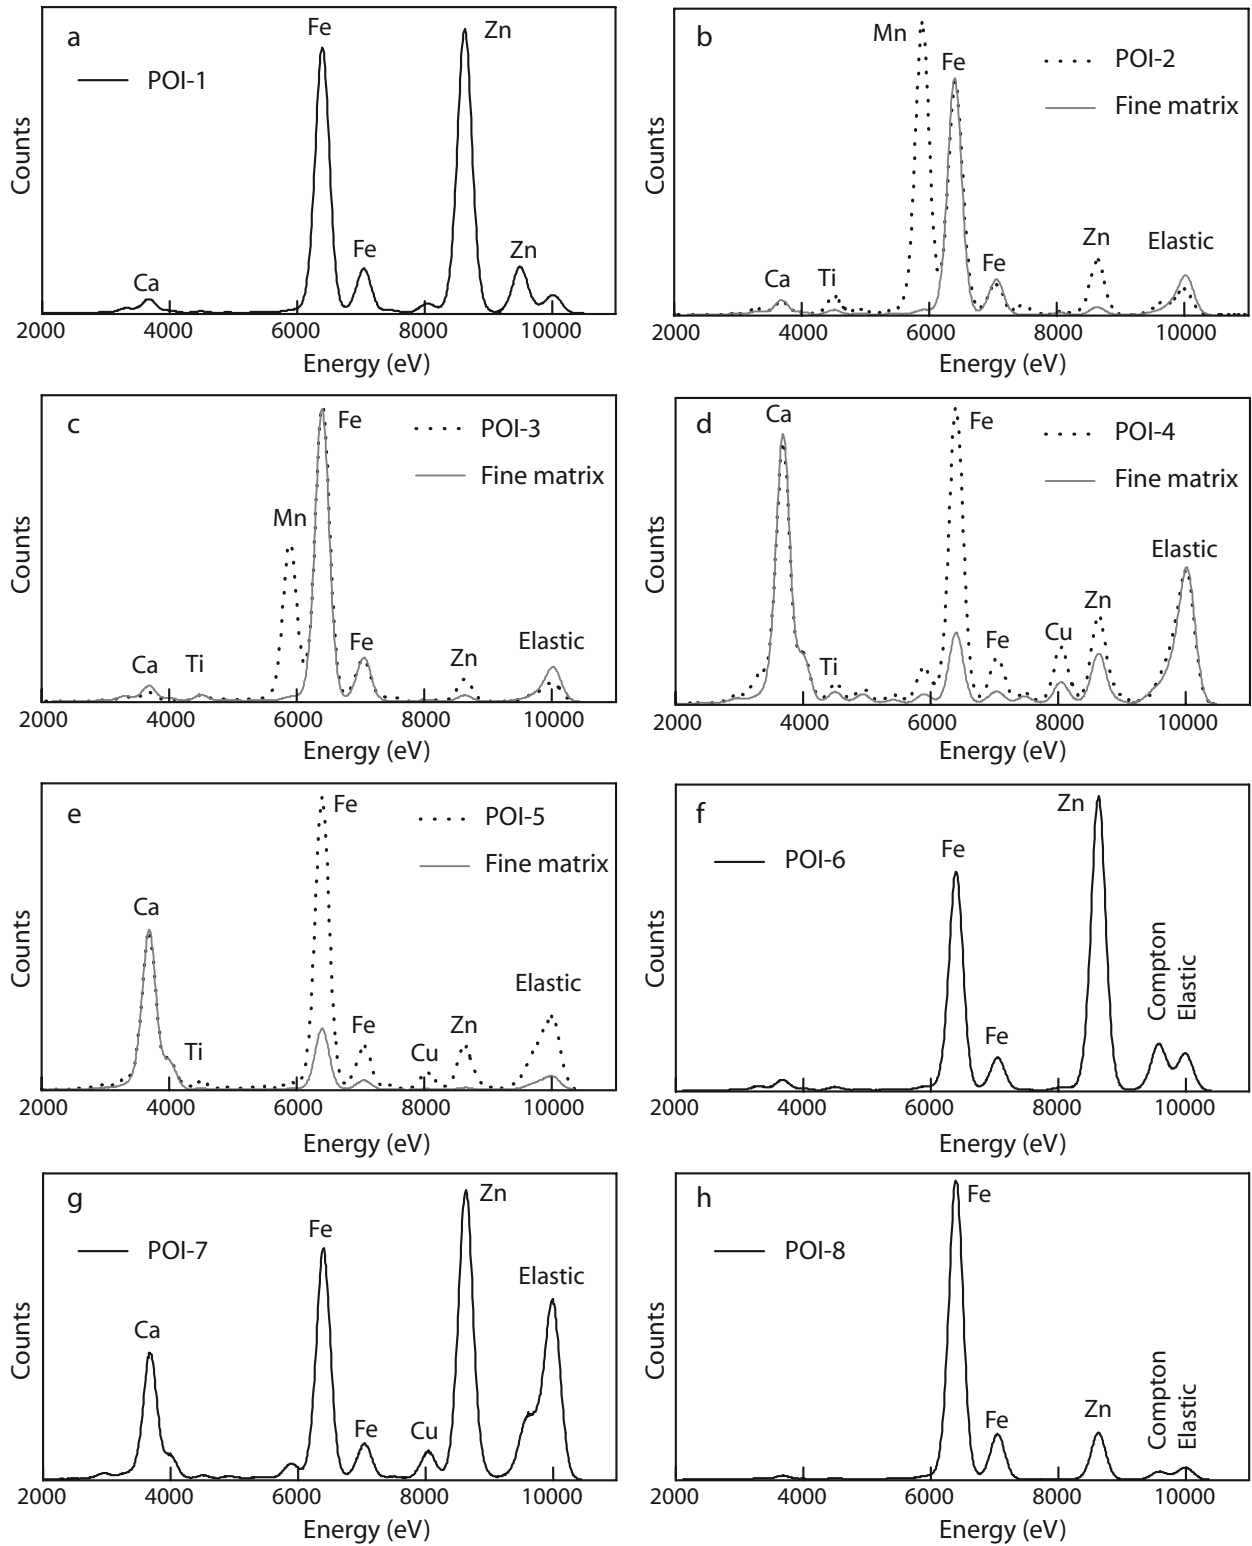 a
Fe
Zn
POI-1
Ca
Fe
Zn
Counts
2000 4000 6000 8000 10000
Energy (eV)
b
Mn
Fe
POI-2
Fine matrix
Ca
Ti
Fe
Zn
Elastic
Counts
2000 4000 6000 8000 10000
Energy (eV)
c
Fe
POI-3
Fine matrix
Mn
Ca
Ti
Fe
Zn
Elastic
Counts
2000 4000 6000 8000 10000
Energy (eV)
d
Ca
Fe
POI-4
Fine matrix
Ti
Fe
Cu
Zn
Elastic
Counts
2000 4000 6000 8000 10000
Energy (eV)
e
Fe
POI-5
Fine matrix
Ca
Ti
Fe
Cu
Zn
Elastic
Counts
2000 4000 6000 8000 10000
Energy (eV)
f
Zn
POI-6
Fe
Fe
Compton
Elastic
Counts
2000 4000 6000 8000 10000
Energy (eV)
g
Zn
POI-7
Fe
Elastic
Ca
Fe
Cu
Counts
2000 4000 6000 8000 10000
Energy (eV)
h
Fe
POI-8
Fe
Zn
Compton
Elastic
Counts
2000 4000 6000 8000 10000
Energy (eV)